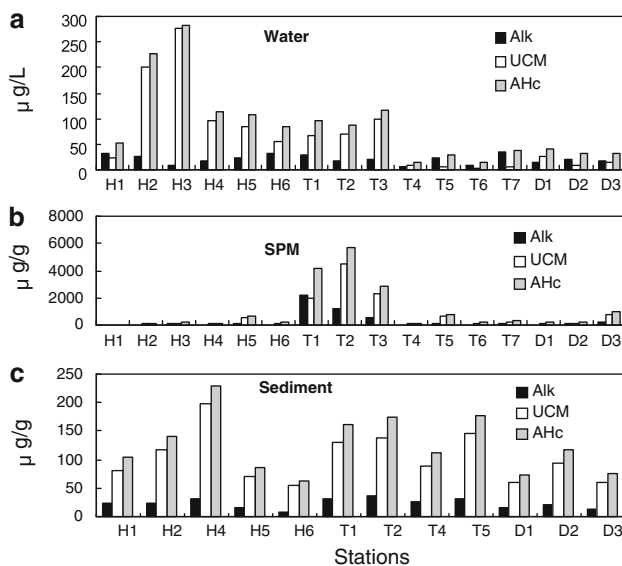 a
300
250
200
150
100
50
0
µ g/L
Water
Alk
UCM
AHc
H1 H2 H3 H4 H5 H6 T1 T2 T3 T4 T5 T6 T7 D1 D2 D3
b
8000
6000
4000
2000
0
µ g/g
SPM
Alk
UCM
AHc
H1 H2 H3 H4 H5 H6 T1 T2 T3 T4 T5 T6 T7 D1 D2 D3
c
250
200
150
100
50
0
µ g/g
Sediment
Alk
UCM
AHc
H1 H2 H4 H5 H6 T1 T2 T4 T5 D1 D2 D3
Stations